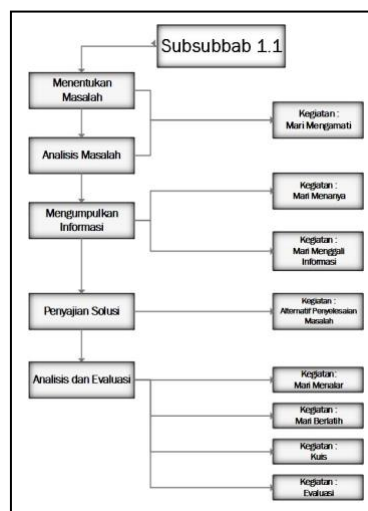 Subsubbab 1.1
Menentukan
Masalah
Kegiatan :
Mari Mengamati
Analisis Masalah
Kegiatan :
Mari Menanya
Mengumpulkan
Informasi
Kegiatan :
Mari Menggali
Informasi
Penyajian Solusi
Kegiatan :
Alternatif Penyelesaian
Masalah
Analisis dan Evaluasi
Kegiatan :
Mari Menalar
Kegiatan :
Mari Berlatih
Kegiatan :
Kuis
Kegiatan :
Evaluasi